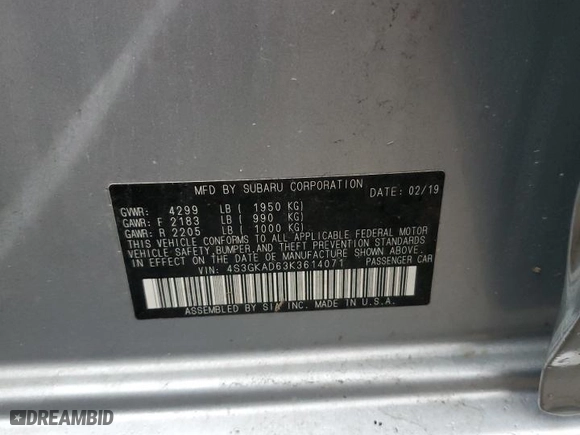 MFD BY SUBARU CORPORATION DATE: 02/19
GVWR: 4299 LB ( 1950 KG)
GAWR: F 2183 LB ( 990 KG)
GAWR: R 2205 LB ( 1000 KG)
THIS VEHICLE CONFORMS TO ALL APPLICABLE FEDERAL MOTOR
VEHICLE SAFETY, BUMPER, AND THEFT PREVENTION STANDARDS
IN EFFECT ON THE DATE OF MANUFACTURE SHOWN ABOVE.
VIN: 4S3GKAD63K3614071 PASSENGER CAR
ASSEMBLED BY SIA INC. MADE IN U.S.A.
DREAMBID